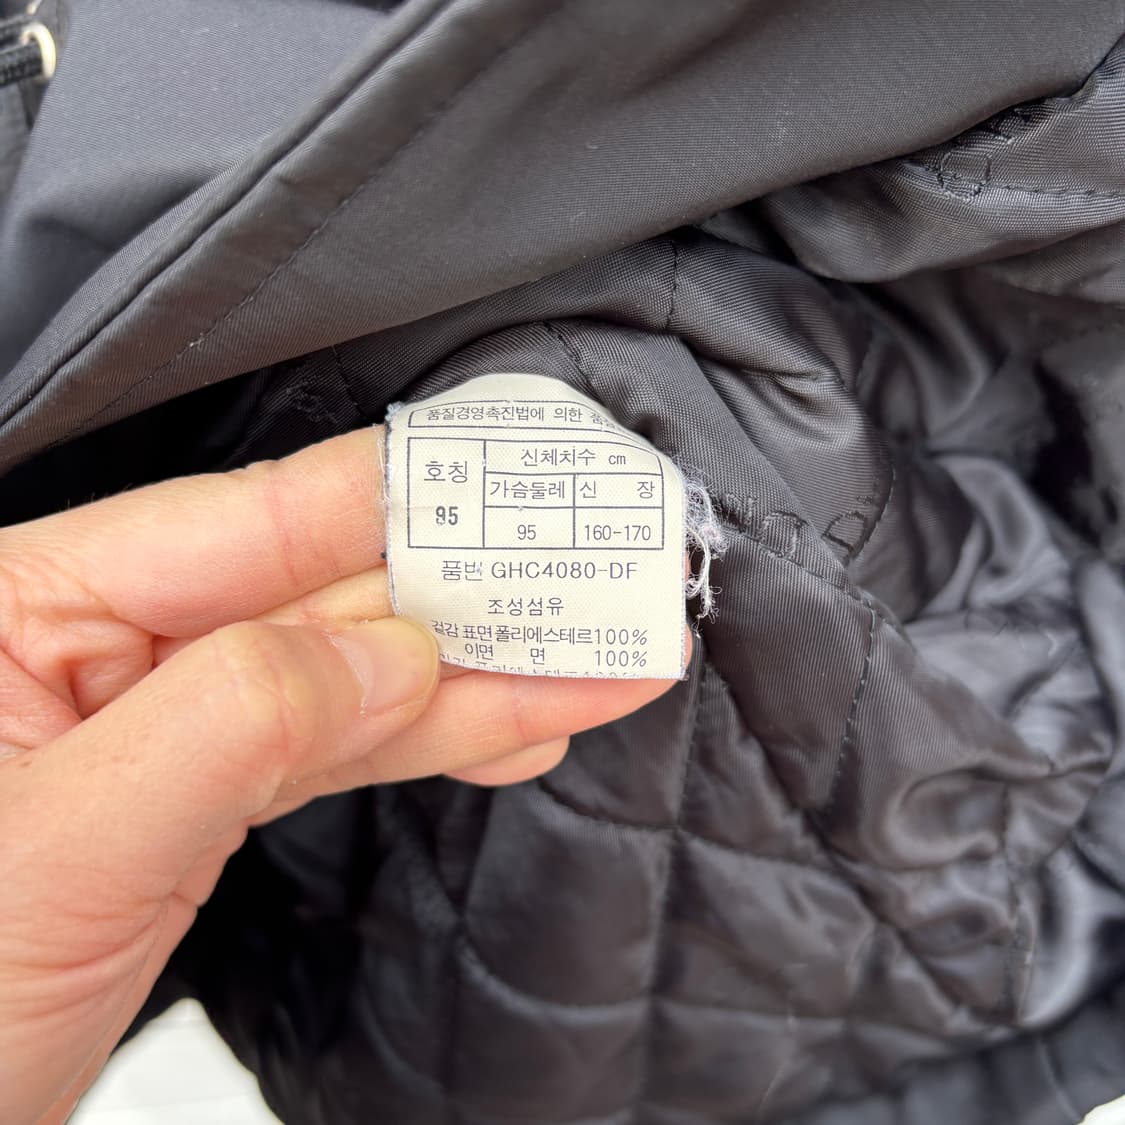 품질경영촉진법에 의한
호칭 신체치수 cm
가슴둘레 신 장
95 95 160-170
품번 GHC4080-DF
조성섬유
겉감 표면 폴리에스테르100%
이면 면 100%